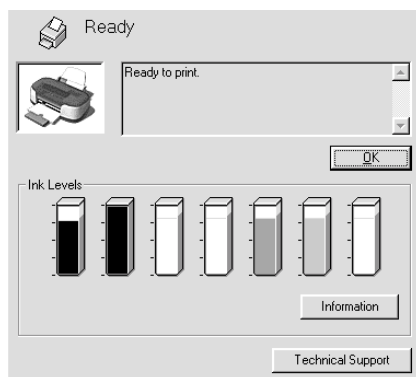 Ready
Ready to print.
OK
Ink Levels
Information
Technical Support